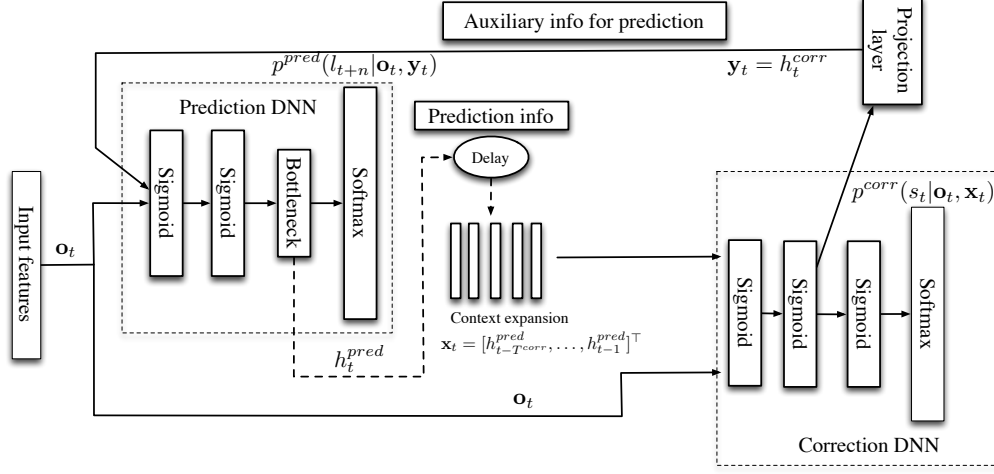 Auxiliary info for prediction
Projection
layer
p^{pred}(l_{t+n}|o_t, y_t)
y_t = h_t^{corr}
Prediction DNN
Prediction info
Delay
Sigmoid
Sigmoid
Bottleneck
Softmax
Input features
o_t
h_t^{pred}
Context expansion
x_t = [h_{t-T^{corr}}^{pred}, . . . , h_{t-1}^{pred}]^⊤
o_t
p^{corr}(s_t|o_t, x_t)
Sigmoid
Sigmoid
Sigmoid
Softmax
Correction DNN